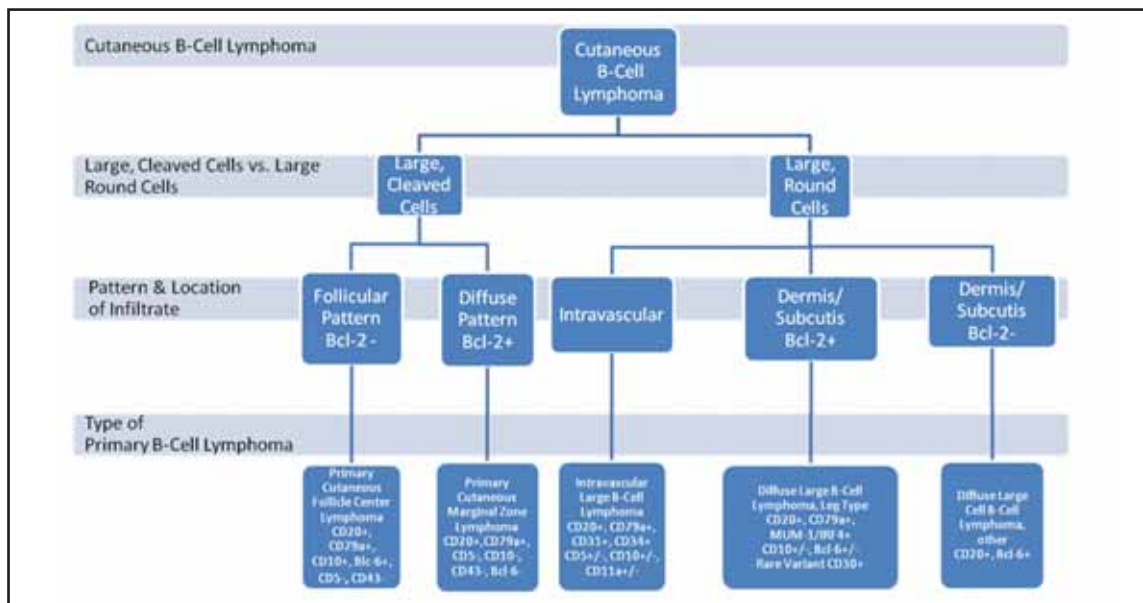 Cutaneous B-Cell Lymphoma
Cutaneous
B-Cell
Lymphoma
Large, Cleaved Cells vs. Large
Round Cells
Large,
Cleaved
Cells
Large,
Round
Cells
Pattern & Location
of Infiltrate
Follicular
Pattern
Bcl-2 -
Diffuse
Pattern
Bcl-2+
Intravascular
Dermis/
Subcutis
Bcl-2+
Dermis/
Subcutis
Bcl-2-
Type of
Primary B-Cell Lymphoma
Primary
Cutaneous
Follicle Center
Lymphoma
CD20+,
CD79a+,
CD10+, Blc-6+,
CD5-, CD43-
Primary
Cutaneous
Marginal Zone
Lymphoma
CD20+,CD79a+,
CD5-, CD10-,
CD43-, Bcl 6-
Intravascular
Large B-Cell
Lymphoma
CD20+, CD79a+,
CD31+, CD34+
CD5+/-, CD10+/-,
CD11a+/-
Diffuse Large B-Cell
Lymphoma, Leg Type
CD20+, CD79a+,
MUM-1/IRF4+
CD10+/-, Bcl-6+/-
Rare Variant CD30+
Diffuse Large
Cell B-Cell
Lymphoma,
other
CD20+, Bcl-6+